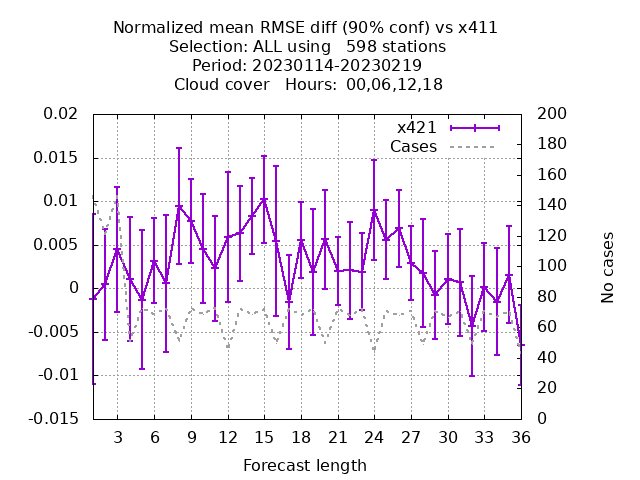 Normalized mean RMSE diff (90% conf) vs x411
Selection: ALL using   598 stations
Period: 20230114-20230219
Cloud cover   Hours:  00,06,12,18
0.02
0.015
0.01
0.005
0
-0.005
-0.01
-0.015
200
180
160
140
120
100
80
60
40
20
0
x421
Cases
No cases
3 6 9 12 15 18 21 24 27 30 33 36
Forecast length